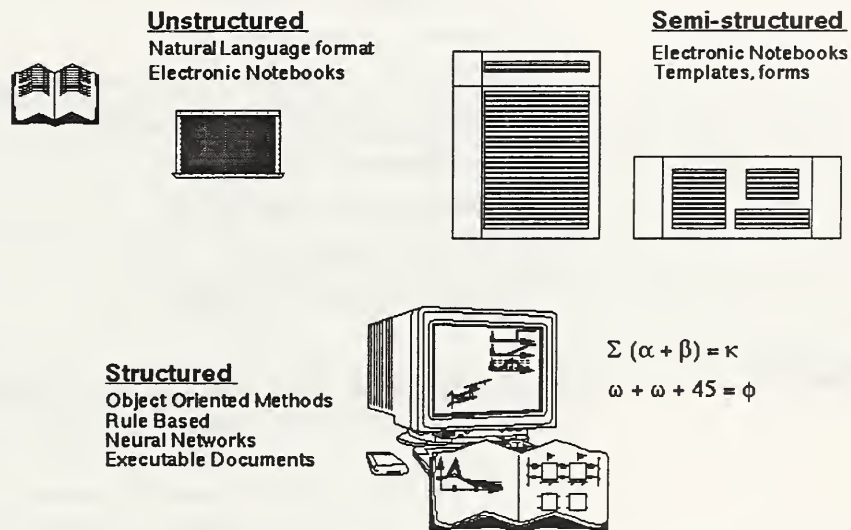 Unstructured
Natural Language format
Electronic Notebooks
Semi-structured
Electronic Notebooks
Templates, forms
Structured
Object Oriented Methods
Rule Based
Neural Networks
Executable Documents
Σ (α + β) = κ
ω + ω + 45 = φ